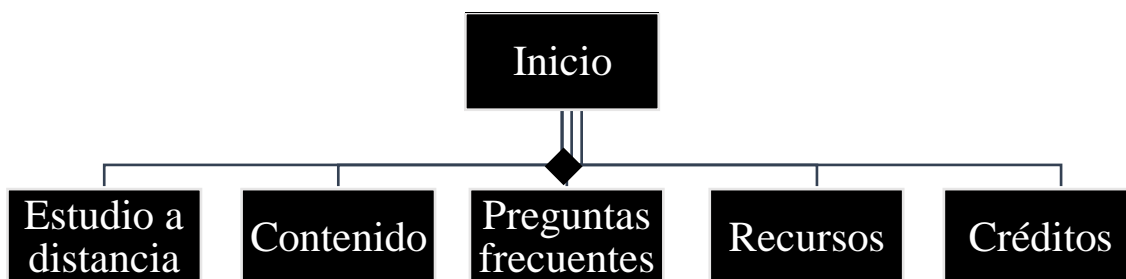 Inicio
Estudio a
distancia
Contenido
Preguntas
frecuentes
Recursos
Créditos